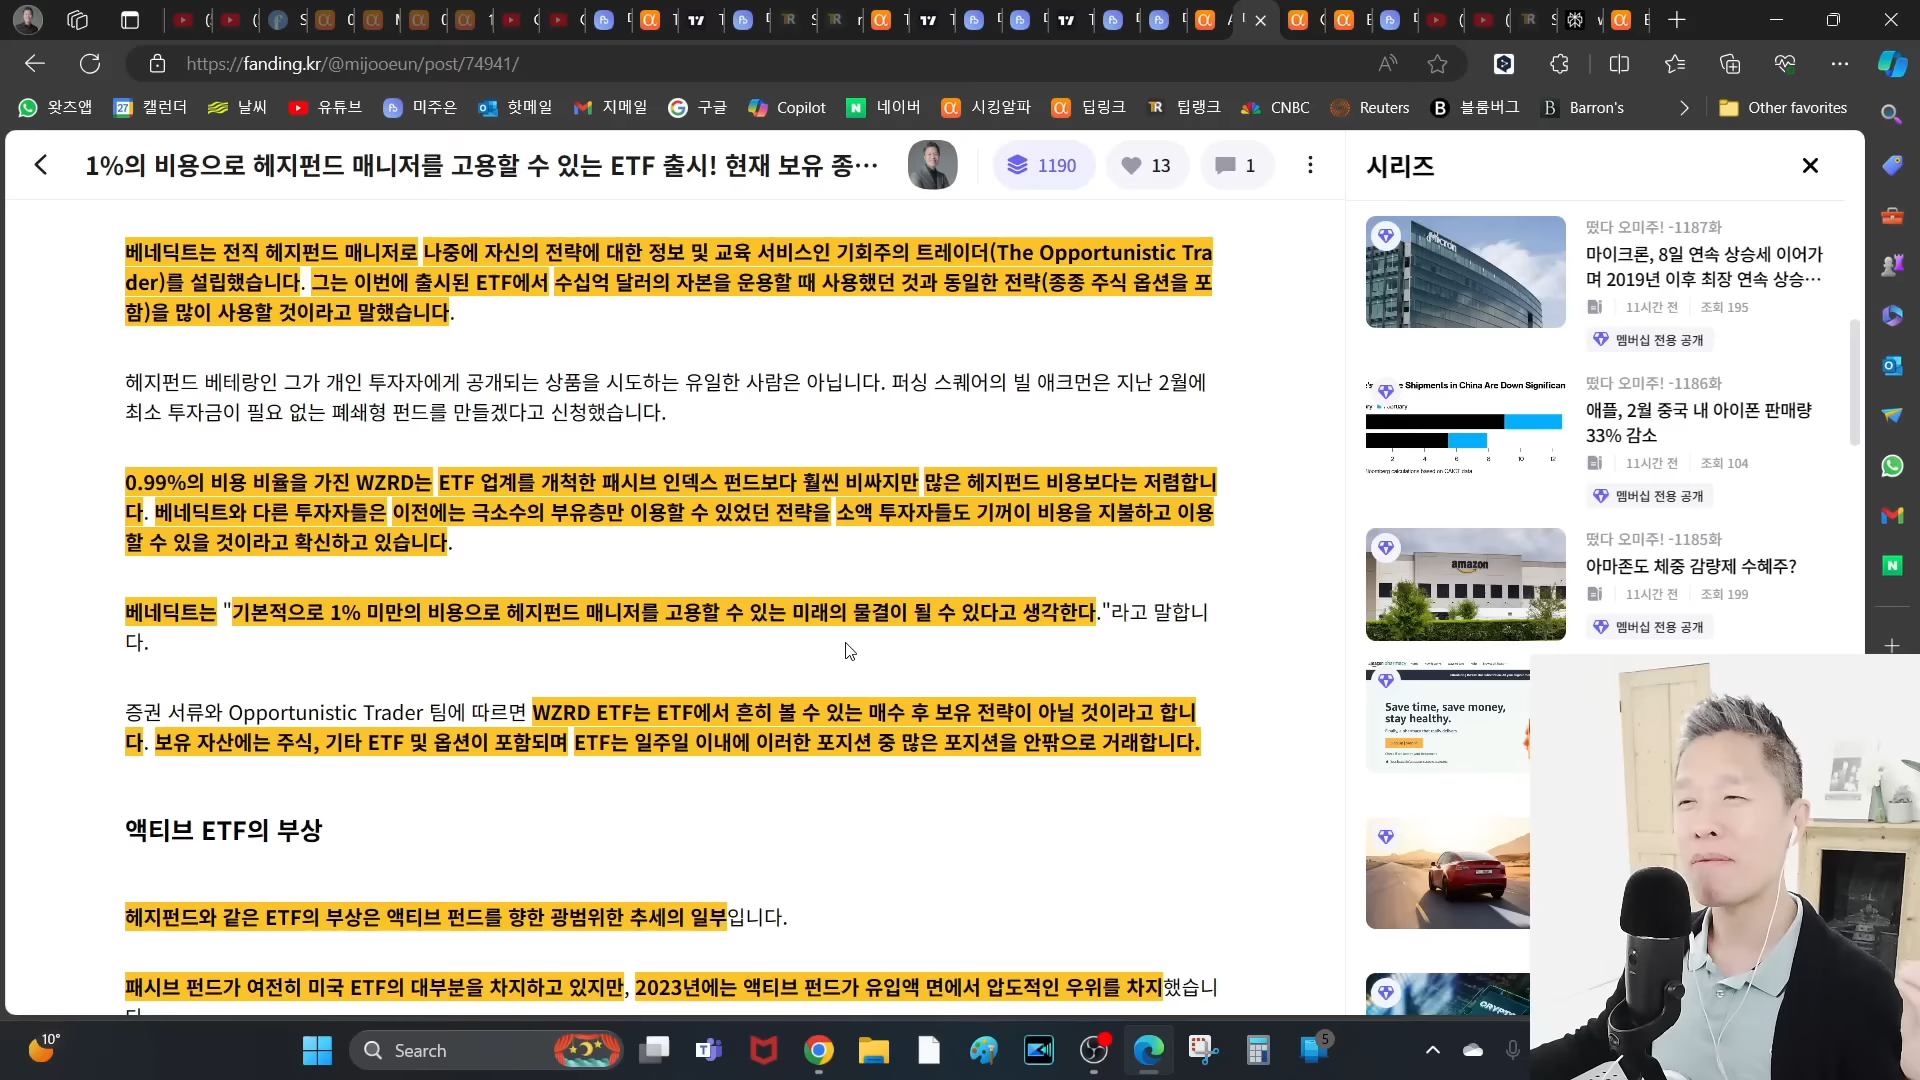 https://fanding.kr/@mijooeun/post/74941/
왓츠앱
캘린더
날씨
유튜브
미주은
핫메일
지메일
구글
Copilot
네이버
시킹알파
딥링크
팁랭크
CNBC
Reuters
블룸버그
Barron's
Other favorites
1%의 비용으로 헤지펀드 매니저를 고용할 수 있는 ETF 출시! 현재 보유 종…
1190
13
1
베네딕트는 전직 헤지펀드 매니저로 나중에 자신의 전략에 대한 정보 및 교육 서비스인 기회주의 트레이더(The Opportunistic Tra
der)를 설립했습니다. 그는 이번에 출시된 ETF에서 수십억 달러의 자본을 운용할 때 사용했던 것과 동일한 전략(종종 주식 옵션을 포
함)을 많이 사용할 것이라고 말했습니다.
헤지펀드 베테랑인 그가 개인 투자자에게 공개되는 상품을 시도하는 유일한 사람은 아닙니다. 퍼싱 스퀘어의 빌 애크먼은 지난 2월에
최소 투자금이 필요 없는 폐쇄형 펀드를 만들겠다고 신청했습니다.
0.99%의 비용 비율을 가진 WZRD는 ETF 업계를 개척한 패시브 인덱스 펀드보다 훨씬 비싸지만 많은 헤지펀드 비용보다는 저렴합니
다. 베네딕트와 다른 투자자들은 이전에는 극소수의 부유층만 이용할 수 있었던 전략을 소액 투자자들도 기꺼이 비용을 지불하고 이용
할 수 있을 것이라고 확신하고 있습니다.
베네딕트는 "기본적으로 1% 미만의 비용으로 헤지펀드 매니저를 고용할 수 있는 미래의 물결이 될 수 있다고 생각한다."라고 말합니
다.
증권 서류와 Opportunistic Trader 팀에 따르면 WZRD ETF는 ETF에서 흔히 볼 수 있는 매수 후 보유 전략이 아닐 것이라고 합니
다. 보유 자산에는 주식, 기타 ETF 및 옵션이 포함되며 ETF는 일주일 이내에 이러한 포지션 중 많은 포지션을 안팎으로 거래합니다.
액티브 ETF의 부상
헤지펀드와 같은 ETF의 부상은 액티브 펀드를 향한 광범위한 추세의 일부입니다.
패시브 펀드가 여전히 미국 ETF의 대부분을 차지하고 있지만, 2023년에는 액티브 펀드가 유입액 면에서 압도적인 우위를 차지했습니
시리즈
떴다 오미주! -1187화
마이크론, 8일 연속 상승세 이어가
며 2019년 이후 최장 연속 상승…
11시간 전
조회 195
멤버십 전용 공개
떴다 오미주! -1186화
애플, 2월 중국 내 아이폰 판매량
33% 감소
11시간 전
조회 104
멤버십 전용 공개
's Shipments in China Are Down Significan
2 4 6 8 10 12
떴다 오미주! -1185화
아마존도 체중 감량제 수혜주?
11시간 전
조회 199
멤버십 전용 공개
amazon
Save time, save money,
stay healthy.
10°
Search
5